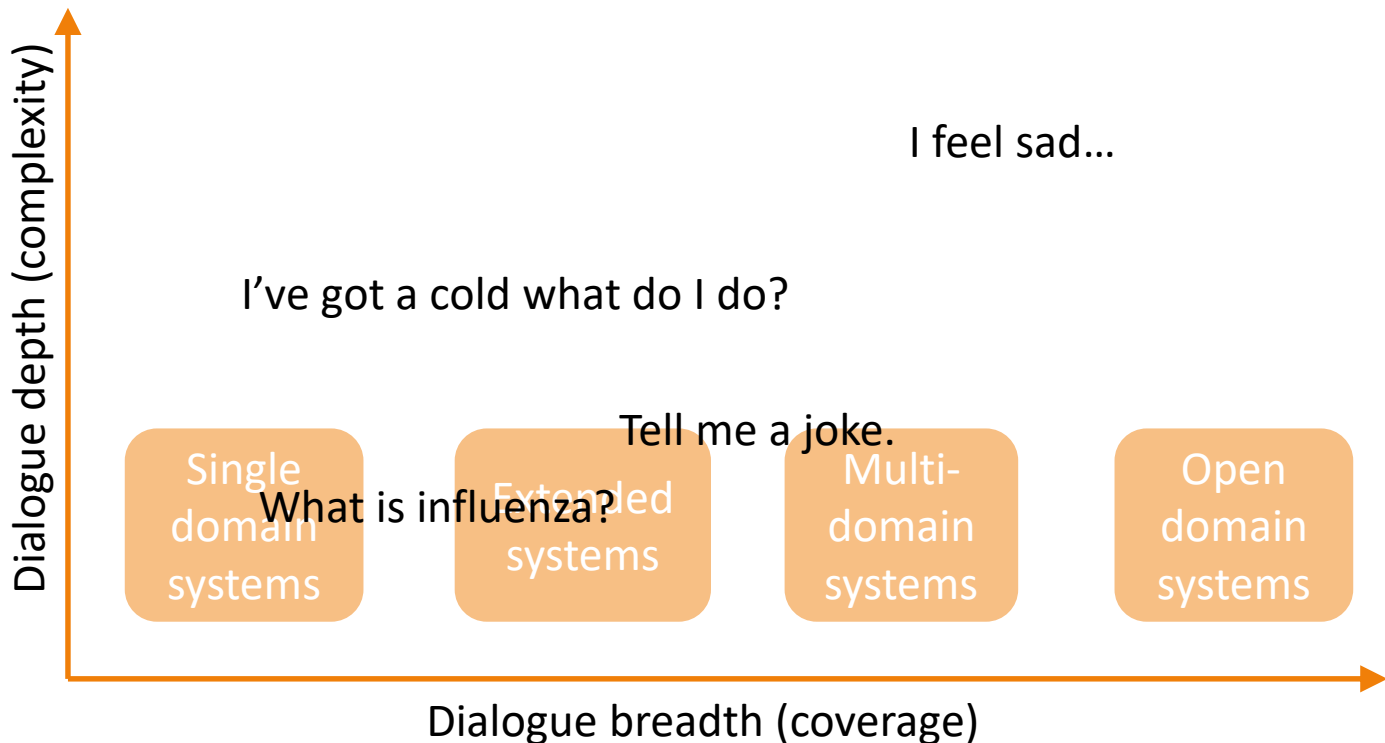 Dialogue depth (complexity)
I feel sad…
I’ve got a cold what do I do?
Tell me a joke.
What is influenza?
Single
domain
systems
Extended
systems
Multi-
domain
systems
Open
domain
systems
Dialogue breadth (coverage)